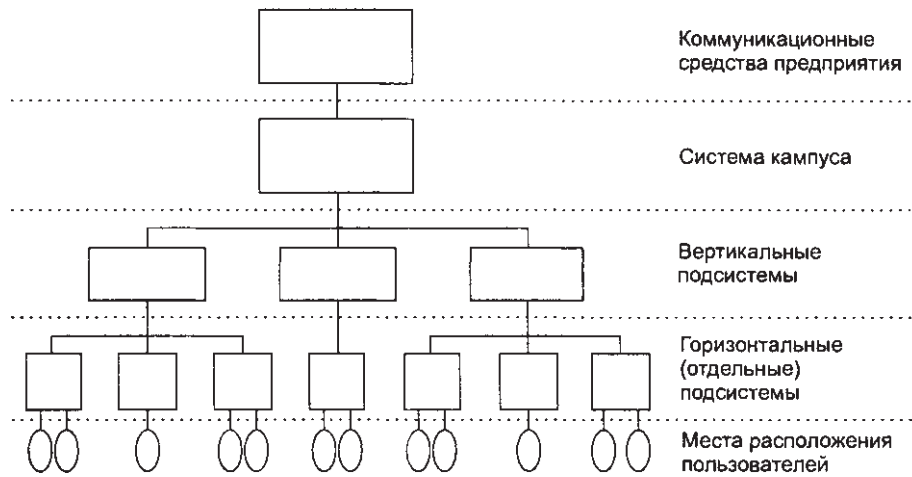 Коммуникационные
средства предприятия
Система кампуса
Вертикальные
подсистемы
Горизонтальные
(отдельные)
подсистемы
Места расположения
пользователей